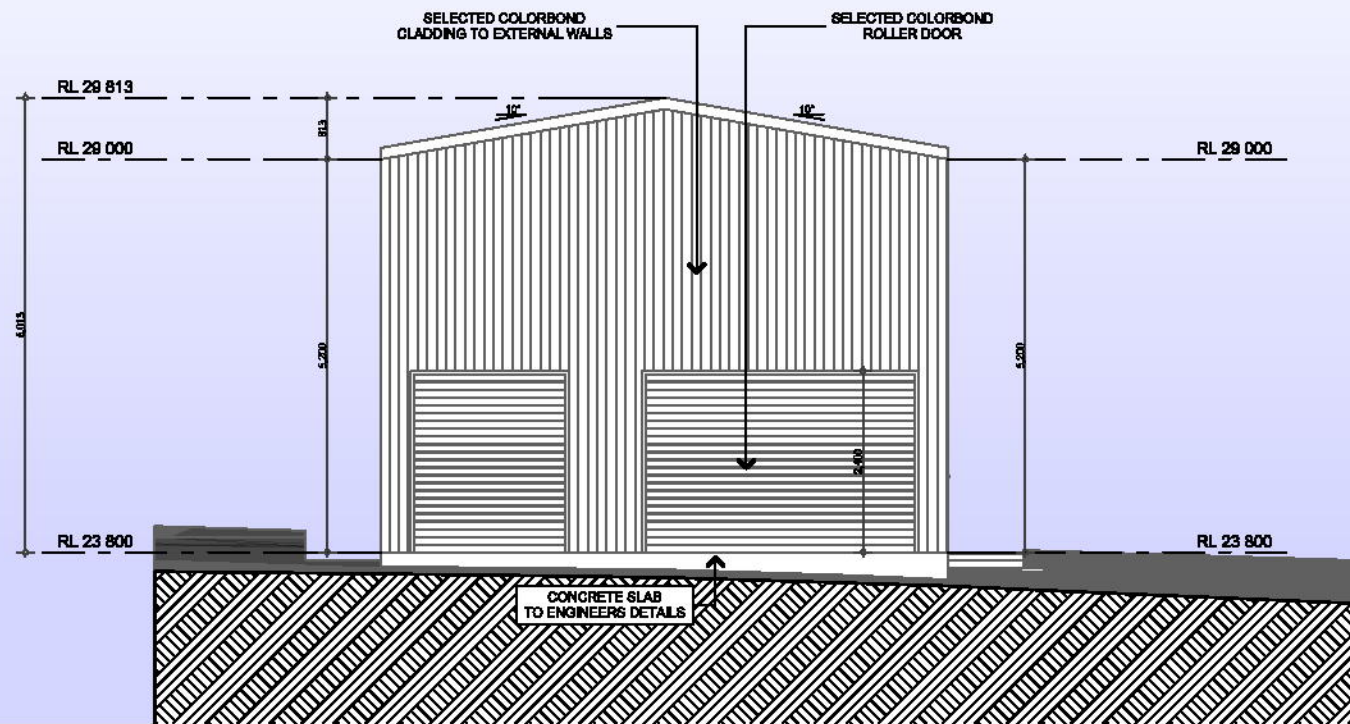 SELECTED COLORBOND
CLADDING TO EXTERNAL WALLS
SELECTED COLORBOND
ROLLER DOOR
RL 29 813
10°
10°
813
RL 29 000
RL 29 000
6,013
5,200
5,200
2,400
RL 23 800
RL 23 800
CONCRETE SLAB
TO ENGINEERS DETAILS